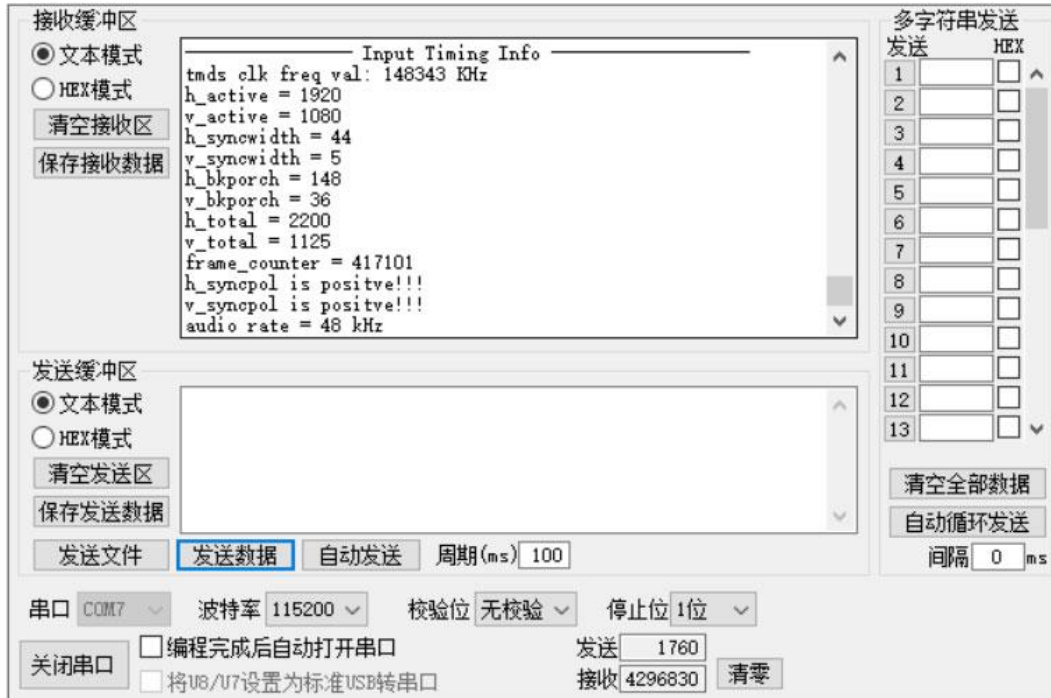 接收缓冲区
文本模式
HEX模式
清空接收区
保存接收数据
Input Timing Info
tmds clk freq val: 148343 KHz
h_active = 1920
v_active = 1080
h_syncwidth = 44
v_syncwidth = 5
h_bkporch = 148
v_bkporch = 36
h_total = 2200
v_total = 1125
frame_counter = 417101
h_syncpol is positve!!!
v_syncpol is positve!!!
audio rate = 48 kHz
发送缓冲区
文本模式
HEX模式
清空发送区
保存发送数据
发送文件 发送数据 自动发送 周期(ms) 100
多字符串发送
发送 HEX
1
2
3
4
5
6
7
8
9
10
11
12
13
清空全部数据
自动循环发送
间隔 0 ms
串口 COM7 波特率 115200 校验位 无校验 停止位 1位
关闭串口
编程完成后自动打开串口
将U8/U7设置为标准USB转串口
发送 1760
接收 4296830 清零